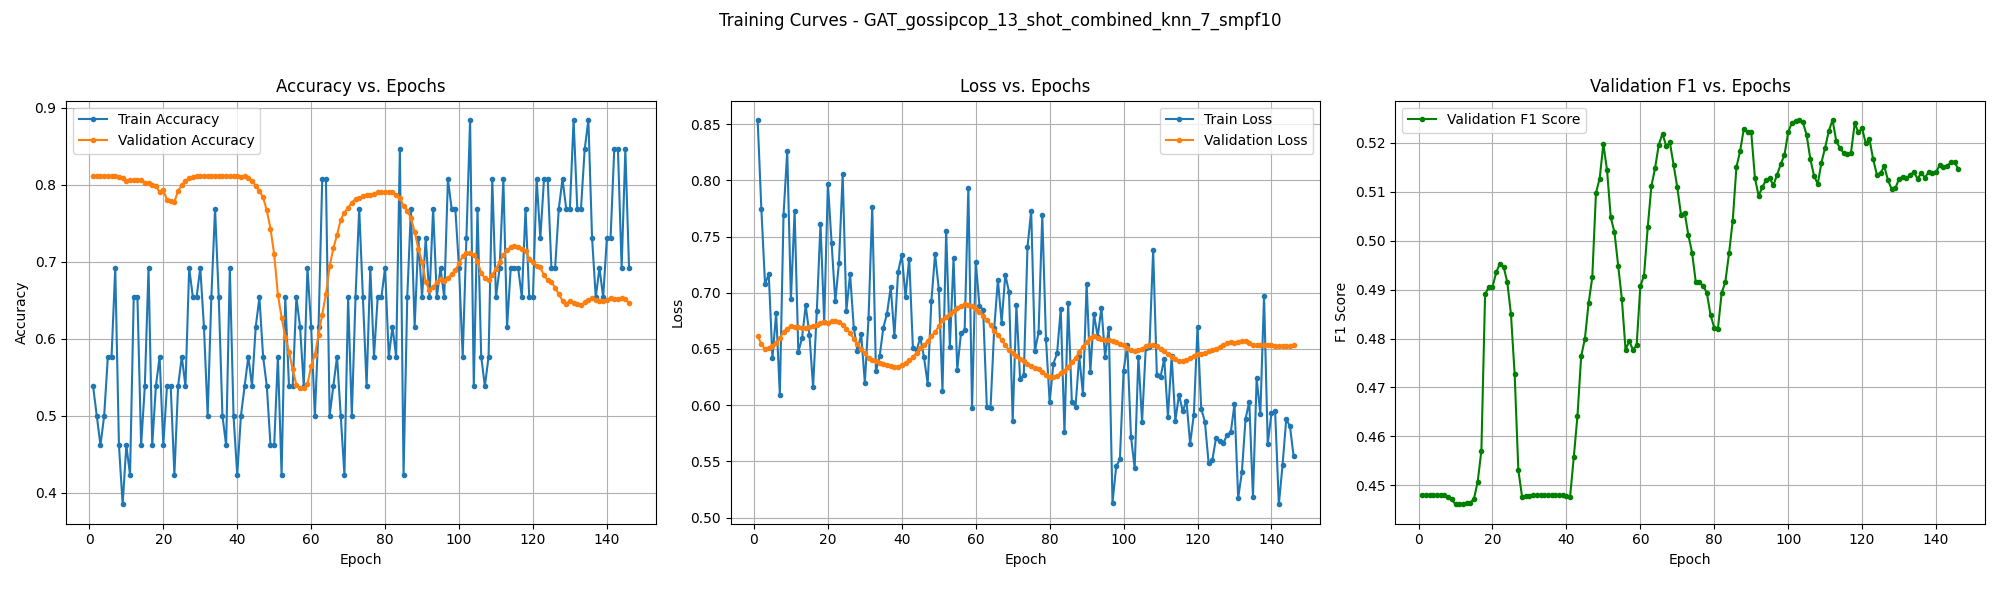 Training Curves - GAT_gossipcop_13_shot_combined_knn_7_smpf10
Accuracy vs. Epochs
Train Accuracy
Validation Accuracy
0.9
0.8
0.7
0.6
0.5
0.4
Accuracy
0 20 40 60 80 100 120 140
Epoch
Loss vs. Epochs
Train Loss
Validation Loss
0.85
0.80
0.75
0.70
0.65
0.60
0.55
0.50
Loss
0 20 40 60 80 100 120 140
Epoch
Validation F1 vs. Epochs
Validation F1 Score
0.52
0.51
0.50
0.49
0.48
0.47
0.46
0.45
F1 Score
0 20 40 60 80 100 120 140
Epoch